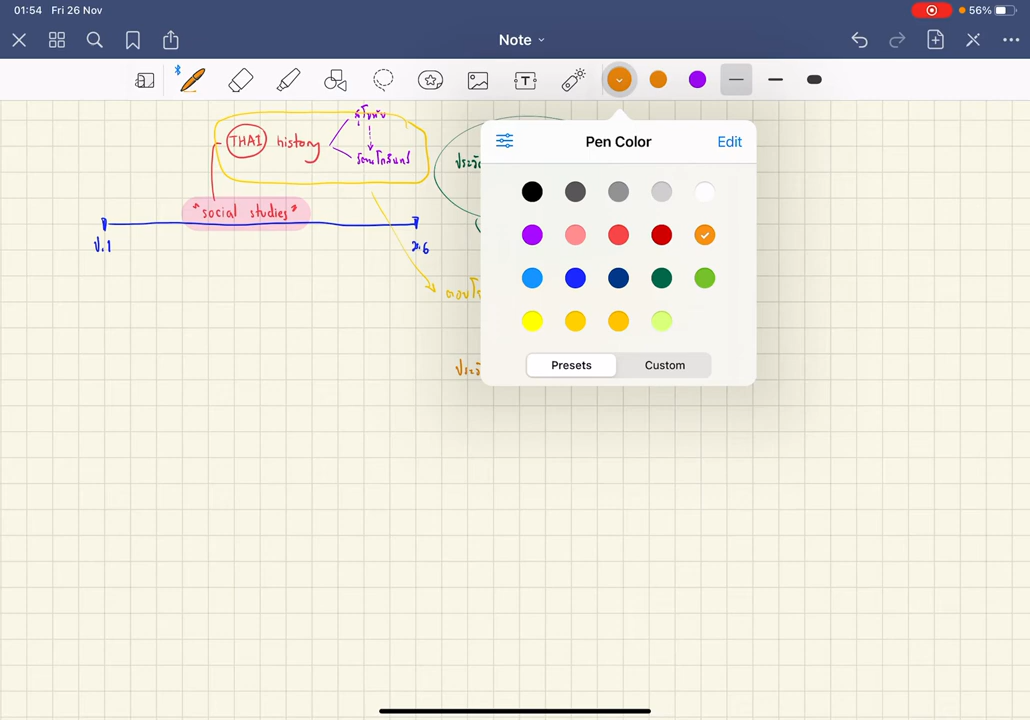 01:54 Fri 26 Nov
56%
Note
THAI history
สุโขทัย
รัตนโกสินทร์
"social studies"
ป.1
ม.6
Pen Color
Edit
Presets
Custom